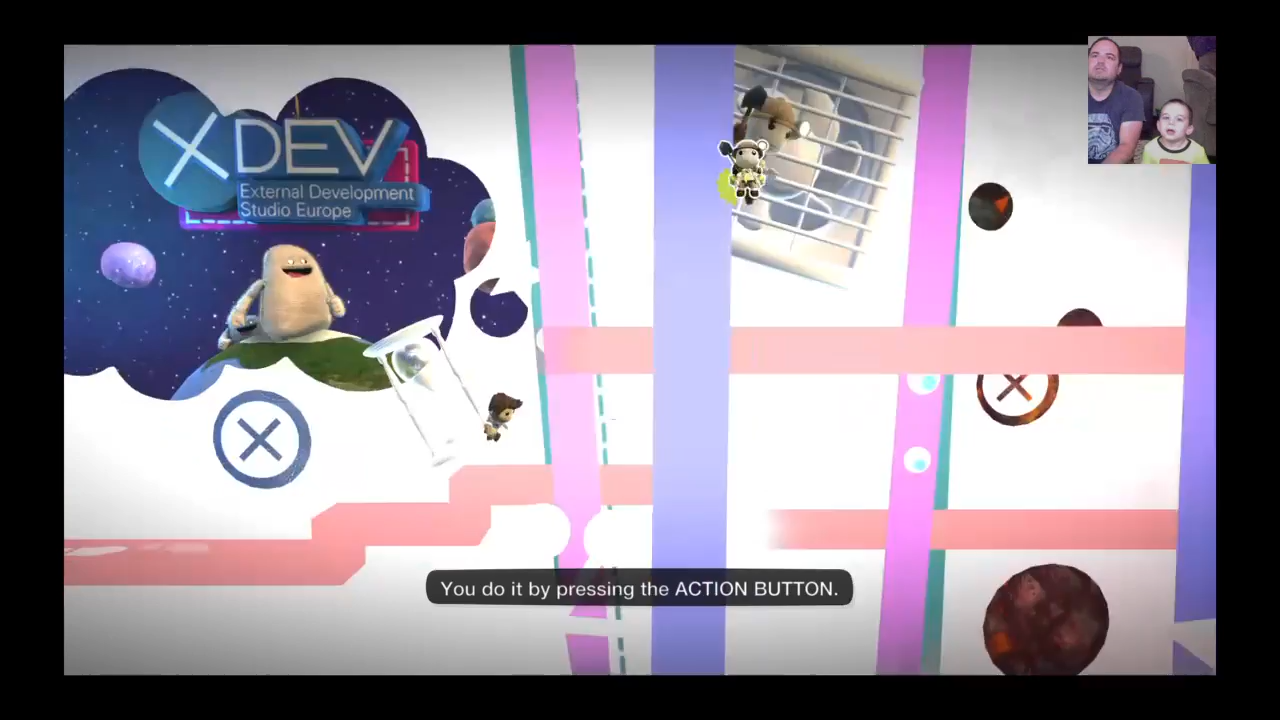 XDEV
External Development
Studio Europe
You do it by pressing the ACTION BUTTON.